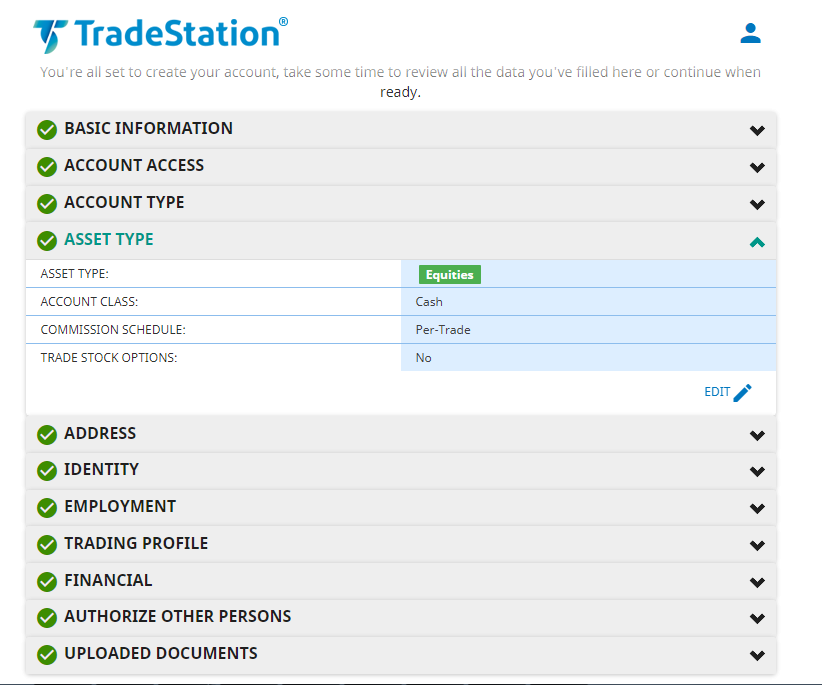 TradeStation®
You're all set to create your account, take some time to review all the data you've filled here or continue when
ready.
BASIC INFORMATION
ACCOUNT ACCESS
ACCOUNT TYPE
ASSET TYPE
ASSET TYPE: Equities
ACCOUNT CLASS: Cash
COMMISSION SCHEDULE: Per-Trade
TRADE STOCK OPTIONS: No
EDIT
ADDRESS
IDENTITY
EMPLOYMENT
TRADING PROFILE
FINANCIAL
AUTHORIZE OTHER PERSONS
UPLOADED DOCUMENTS